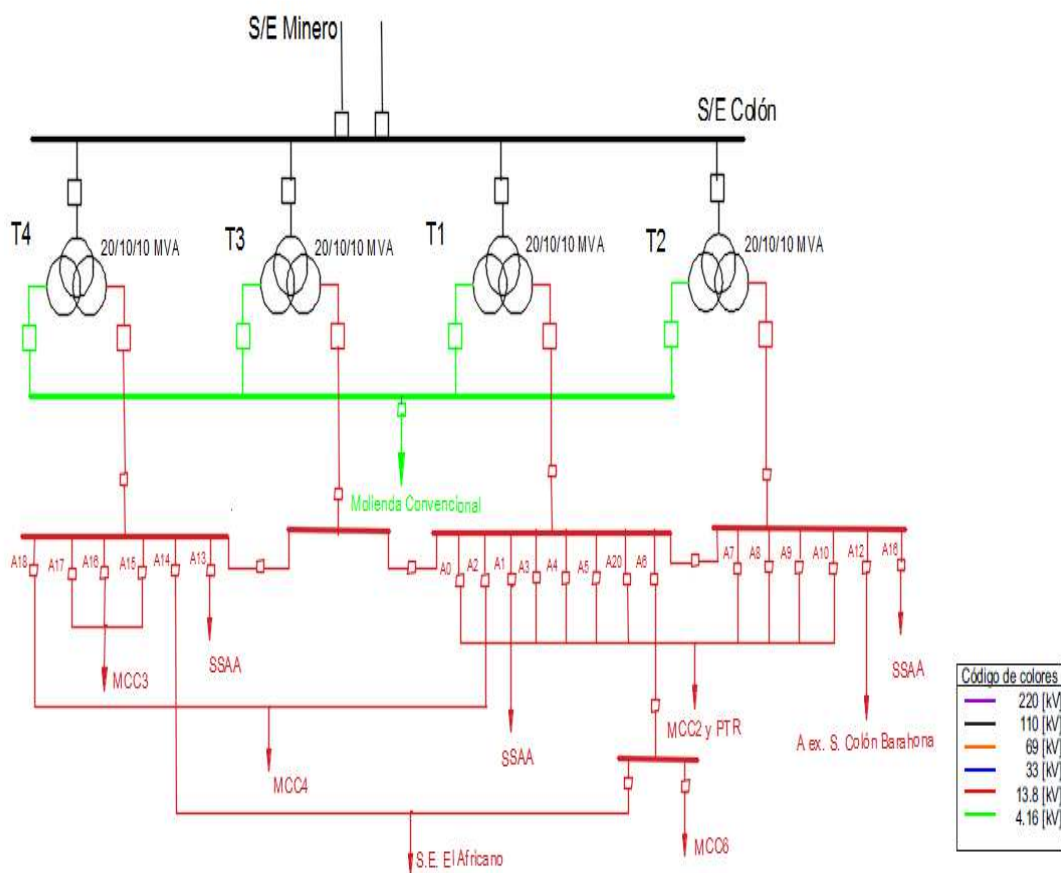 S/E Minero
S/E Colón
T4
20/10/10 MVA
T3
20/10/10 MVA
T1
20/10/10 MVA
T2
20/10/10 MVA
Molienda Convencional
A18
A17
A16
A15
A14
A13
A0
A2
A1
A3
A4
A5
A20
A6
A7
A8
A9
A10
A12
A16
MCC3
SSAA
MCC4
SSAA
MCC2 y PTR
A ex. S. Colón Barahona
SSAA
S.E. El Africano
MCC6
Código de colores
220 [kV]
110 [kV]
69 [kV]
33 [kV]
13.8 [kV]
4.16 [kV]